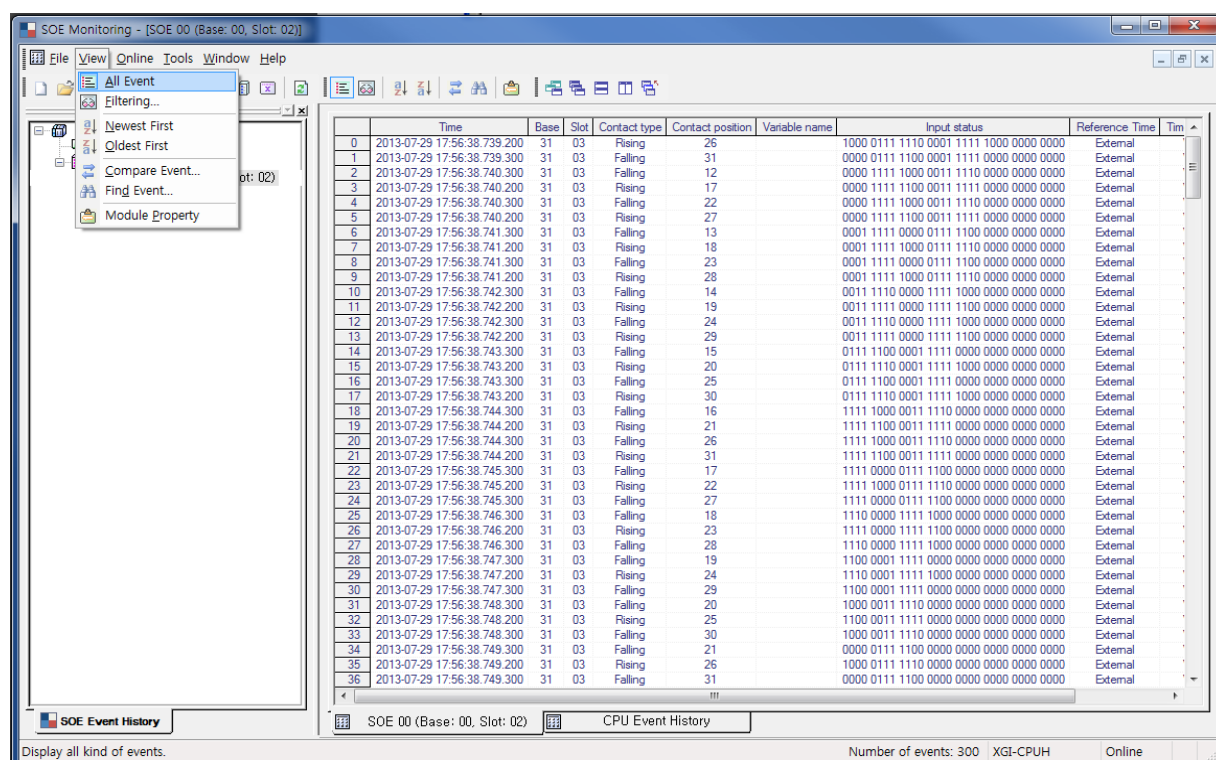 SOE Monitoring - [SOE 00 (Base: 00, Slot: 02)]
File View Online Tools Window Help
All Event
Filtering...
Newest First
Oldest First
Compare Event...
Find Event...
Module Property
ot: 02)
Time Base Slot Contact type Contact position Variable name Input status Reference Time Tim
0 2013-07-29 17:56:38.739.200 31 03 Rising 26 1000 0111 1110 0001 1111 1000 0000 0000 External
1 2013-07-29 17:56:38.739.300 31 03 Falling 31 0000 0111 1100 0001 1111 0000 0000 0000 External
2 2013-07-29 17:56:38.740.300 31 03 Falling 12 0000 1111 1000 0011 1110 0000 0000 0000 External
3 2013-07-29 17:56:38.740.200 31 03 Rising 17 0000 1111 1100 0011 1111 0000 0000 0000 External
4 2013-07-29 17:56:38.740.300 31 03 Falling 22 0000 1111 1000 0011 1110 0000 0000 0000 External
5 2013-07-29 17:56:38.740.200 31 03 Rising 27 0000 1111 1100 0011 1111 0000 0000 0000 External
6 2013-07-29 17:56:38.741.300 31 03 Falling 13 0001 1111 0000 0111 1100 0000 0000 0000 External
7 2013-07-29 17:56:38.741.200 31 03 Rising 18 0001 1111 1000 0111 1110 0000 0000 0000 External
8 2013-07-29 17:56:38.741.300 31 03 Falling 23 0001 1111 0000 0111 1100 0000 0000 0000 External
9 2013-07-29 17:56:38.741.200 31 03 Rising 28 0001 1111 1000 0111 1110 0000 0000 0000 External
10 2013-07-29 17:56:38.742.300 31 03 Falling 14 0011 1110 0000 1111 1000 0000 0000 0000 External
11 2013-07-29 17:56:38.742.200 31 03 Rising 19 0011 1111 0000 1111 1100 0000 0000 0000 External
12 2013-07-29 17:56:38.742.300 31 03 Falling 24 0011 1110 0000 1111 1000 0000 0000 0000 External
13 2013-07-29 17:56:38.742.200 31 03 Rising 29 0011 1111 0000 1111 1100 0000 0000 0000 External
14 2013-07-29 17:56:38.743.300 31 03 Falling 15 0111 1100 0001 1111 0000 0000 0000 0000 External
15 2013-07-29 17:56:38.743.200 31 03 Rising 20 0111 1110 0001 1111 1000 0000 0000 0000 External
16 2013-07-29 17:56:38.743.300 31 03 Falling 25 0111 1100 0001 1111 0000 0000 0000 0000 External
17 2013-07-29 17:56:38.743.200 31 03 Rising 30 0111 1110 0001 1111 1000 0000 0000 0000 External
18 2013-07-29 17:56:38.744.300 31 03 Falling 16 1111 1000 0011 1110 0000 0000 0000 0000 External
19 2013-07-29 17:56:38.744.200 31 03 Rising 21 1111 1100 0011 1111 0000 0000 0000 0000 External
20 2013-07-29 17:56:38.744.300 31 03 Falling 26 1111 1000 0011 1110 0000 0000 0000 0000 External
21 2013-07-29 17:56:38.744.200 31 03 Rising 31 1111 1100 0011 1111 0000 0000 0000 0000 External
22 2013-07-29 17:56:38.745.300 31 03 Falling 17 1111 0000 0111 1100 0000 0000 0000 0000 External
23 2013-07-29 17:56:38.745.200 31 03 Rising 22 1111 1000 0111 1110 0000 0000 0000 0000 External
24 2013-07-29 17:56:38.745.300 31 03 Falling 27 1111 0000 0111 1100 0000 0000 0000 0000 External
25 2013-07-29 17:56:38.746.300 31 03 Falling 18 1110 0000 1111 1000 0000 0000 0000 0000 External
26 2013-07-29 17:56:38.746.200 31 03 Rising 23 1111 0000 1111 1100 0000 0000 0000 0000 External
27 2013-07-29 17:56:38.746.300 31 03 Falling 28 1110 0000 1111 1000 0000 0000 0000 0000 External
28 2013-07-29 17:56:38.747.300 31 03 Falling 19 1100 0001 1111 0000 0000 0000 0000 0000 External
29 2013-07-29 17:56:38.747.200 31 03 Rising 24 1110 0001 1111 1000 0000 0000 0000 0000 External
30 2013-07-29 17:56:38.747.300 31 03 Falling 29 1100 0001 1111 0000 0000 0000 0000 0000 External
31 2013-07-29 17:56:38.748.300 31 03 Falling 20 1000 0011 1110 0000 0000 0000 0000 0000 External
32 2013-07-29 17:56:38.748.200 31 03 Rising 25 1100 0011 1111 0000 0000 0000 0000 0000 External
33 2013-07-29 17:56:38.748.300 31 03 Falling 30 1000 0011 1110 0000 0000 0000 0000 0000 External
34 2013-07-29 17:56:38.749.300 31 03 Falling 21 0000 0111 1100 0000 0000 0000 0000 0000 External
35 2013-07-29 17:56:38.749.200 31 03 Rising 26 1000 0111 1110 0000 0000 0000 0000 0000 External
36 2013-07-29 17:56:38.749.300 31 03 Falling 31 0000 0111 1100 0000 0000 0000 0000 0000 External
SOE Event History
SOE 00 (Base: 00, Slot: 02) CPU Event History
Display all kind of events. Number of events: 300 XGI-CPUH Online